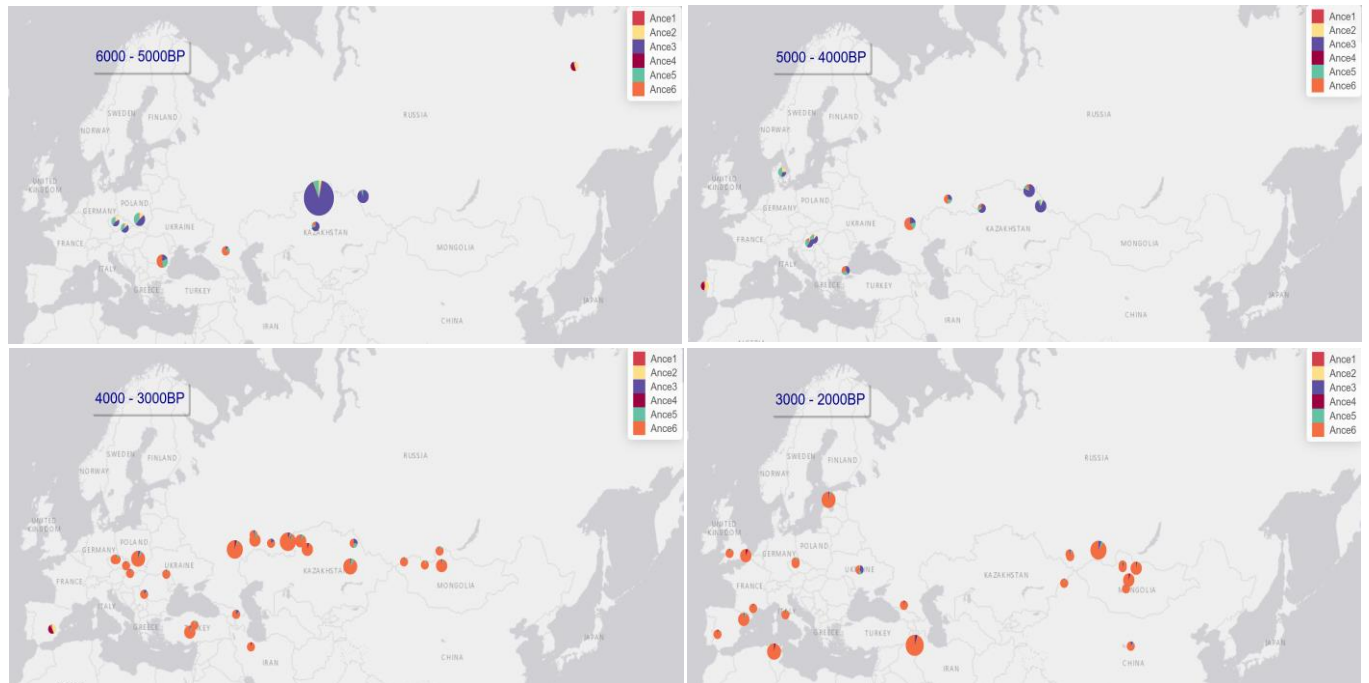 6000 - 5000BP
Ance1
Ance2
Ance3
Ance4
Ance5
Ance6
SWEDEN
FINLAND
NORWAY
RUSSIA
UNITED
KINGDOM
POLAND
GERMANY
UKRAINE
FRANCE
KAZAKHSTAN
MONGOLIA
ITALY
GREECE
TURKEY
JAPAN
IRAN
CHINA
5000 - 4000BP
Ance1
Ance2
Ance3
Ance4
Ance5
Ance6
SWEDEN
FINLAND
NORWAY
RUSSIA
UNITED
KINGDOM
POLAND
GERMANY
UKRAINE
FRANCE
KAZAKHSTAN
MONGOLIA
ITALY
GREECE
TURKEY
JAPAN
IRAN
CHINA
4000 - 3000BP
Ance1
Ance2
Ance3
Ance4
Ance5
Ance6
SWEDEN
FINLAND
NORWAY
RUSSIA
UNITED
KINGDOM
POLAND
GERMANY
UKRAINE
FRANCE
KAZAKHSTAN
MONGOLIA
ITALY
GREECE
TURKEY
JAPAN
IRAN
CHINA
3000 - 2000BP
Ance1
Ance2
Ance3
Ance4
Ance5
Ance6
SWEDEN
FINLAND
NORWAY
RUSSIA
UNITED
KINGDOM
POLAND
GERMANY
UKRAINE
FRANCE
KAZAKHSTAN
MONGOLIA
ITALY
GREECE
TURKEY
JAPAN
IRAN
CHINA